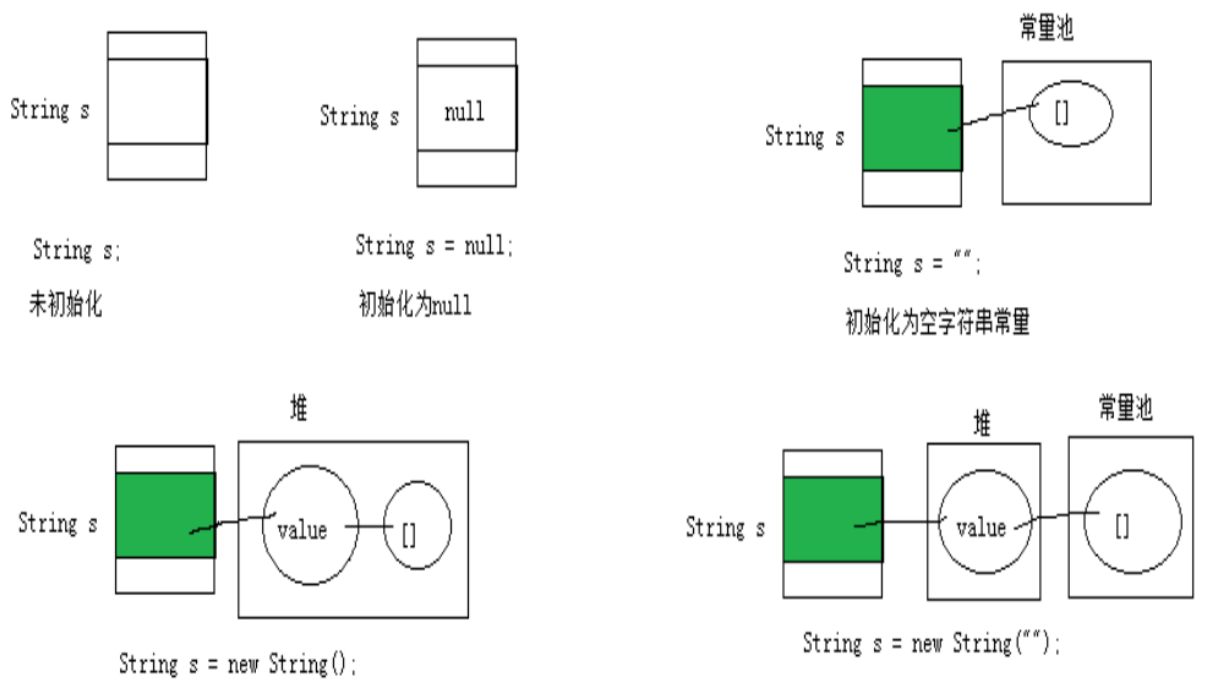 String s
String s;
未初始化
String s
null
String s = null;
初始化为null
常量池
String s
[]
String s = "";
初始化为空字符串常量
堆
String s
value
[]
String s = new String();
堆
常量池
String s
value
[]
String s = new String("");